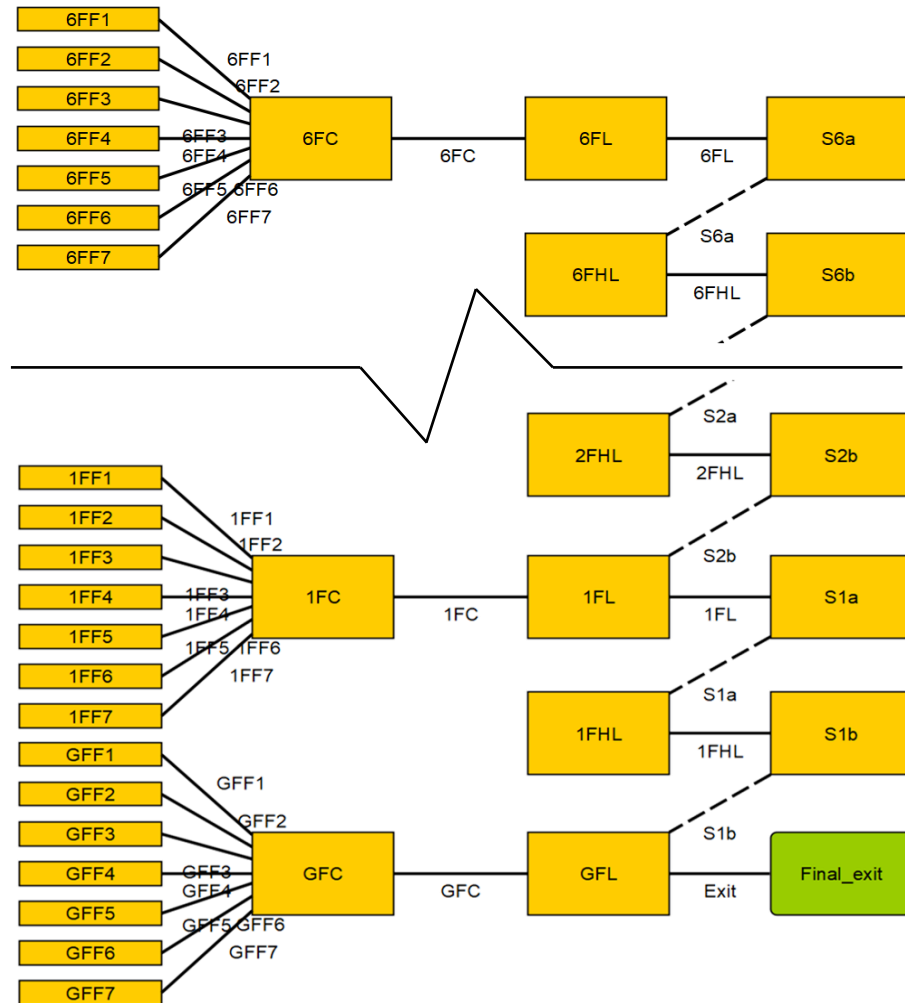 6FF1
6FF2
6FF3
6FF4
6FF5
6FF6
6FF7
6FF1
6FF2
6FF3
6FF4
6FF5 6FF6
6FF7
6FC
6FC
6FL
6FL
S6a
S6a
6FHL
6FHL
S6b
S2a
2FHL
2FHL
S2b
S2b
1FF1
1FF2
1FF3
1FF4
1FF5
1FF6
1FF7
1FF1
1FF2
1FF3
1FF4
1FF5 1FF6
1FF7
1FC
1FC
1FL
1FL
S1a
S1a
1FHL
1FHL
S1b
S1b
GFF1
GFF2
GFF3
GFF4
GFF5
GFF6
GFF7
GFF1
GFF2
GFF3
GFF4
GFF5 GFF6
GFF7
GFC
GFC
GFL
Exit
Final_exit